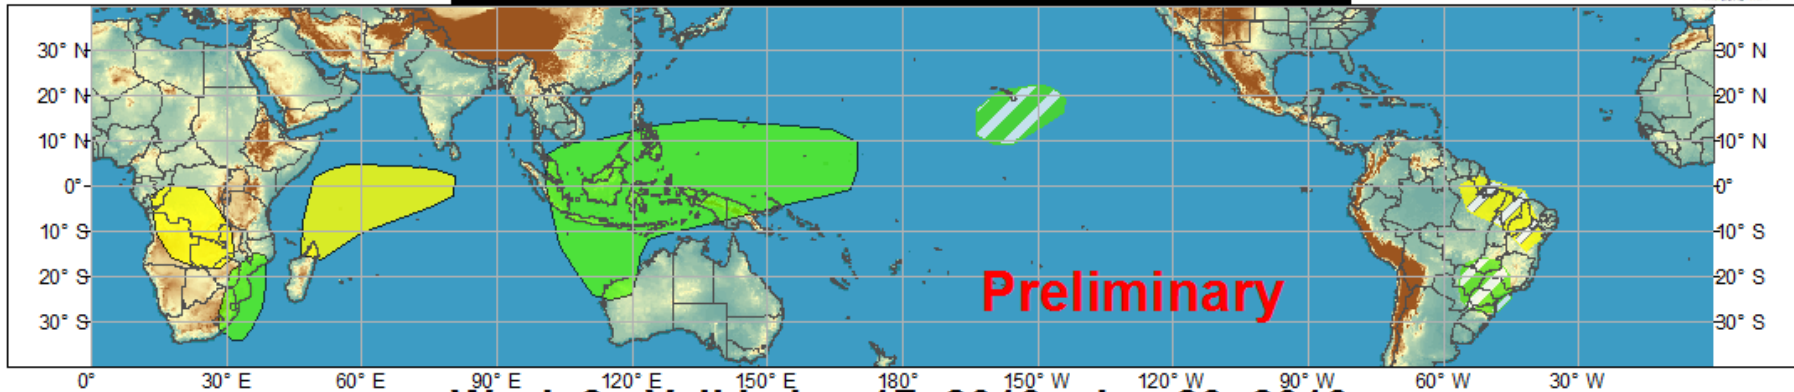 30° N
30° N
20° N
20° N
10° N
10° N
0°
0°
10° S
10° S
20° S
20° S
Preliminary
30° S
30° S
0°
30° E
60° E
90° E
120° E
150° E
180°
150° W
120° W
90° W
60° W
30° W